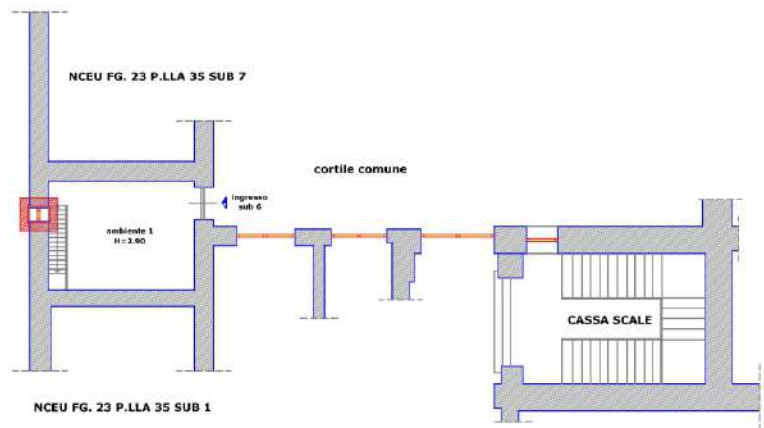 NCEU FG. 23 P.LLA 35 SUB 7
cortile comune
ingresso
sub 6
ambiente 1
H=2.90
CASSA SCALE
NCEU FG. 23 P.LLA 35 SUB 1